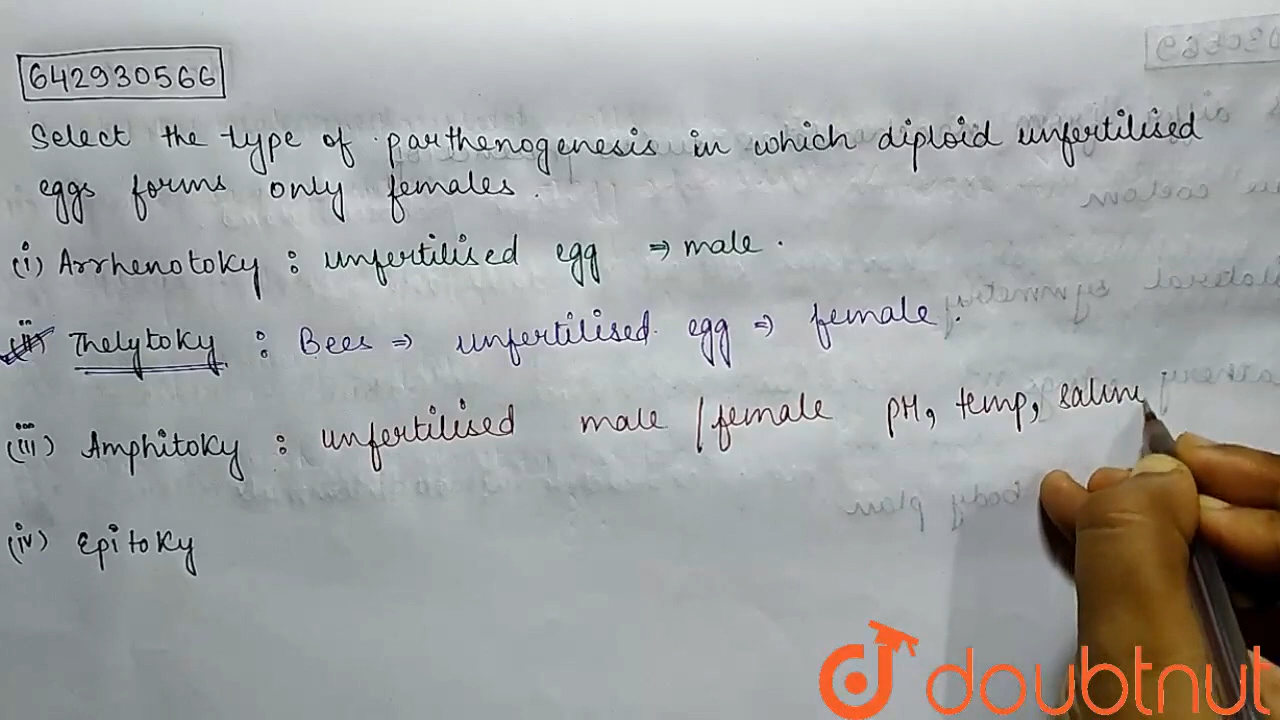 642930566
Select the type of parthenogenesis in which diploid unfertilised
eggs forms only females.
(i) Arrhenotoky : unfertilised egg ⇒ male.
(ii) Thelytoky : Bees ⇒ unfertilised egg ⇒ female.
(iii) Amphitoky : unfertilised male / female pH, temp, salini
(iv) Epitoky
doubtnut